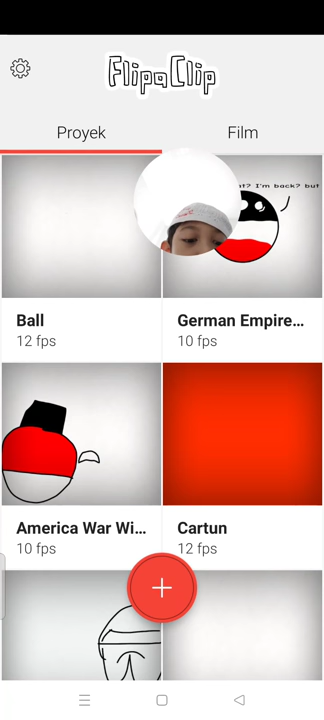 FlipaClip
Proyek Film
t? I'm back? but
Ball German Empire...
12 fps 10 fps
America War Wi... Cartun
10 fps 12 fps